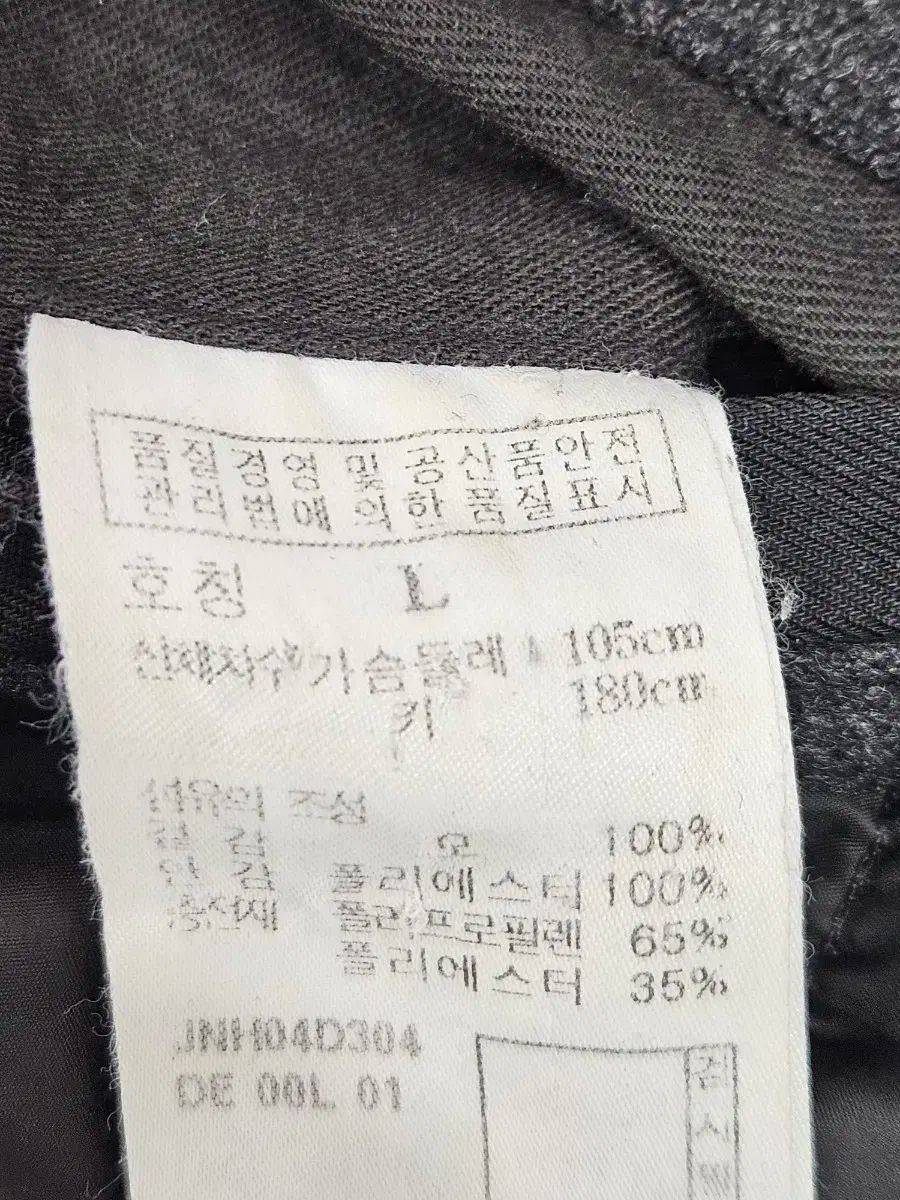 품질경영 및 공산품안전
관리법에 의한 품질표시
호칭 L
신체치수 가슴둘레 105cm
키 180cm
섬유의 조성
겉감 모 100%
안감 폴리에스터 100%
충전재 폴리프로필렌 65%
폴리에스터 35%
JNH04D304
DE 00L 01
검
사
필